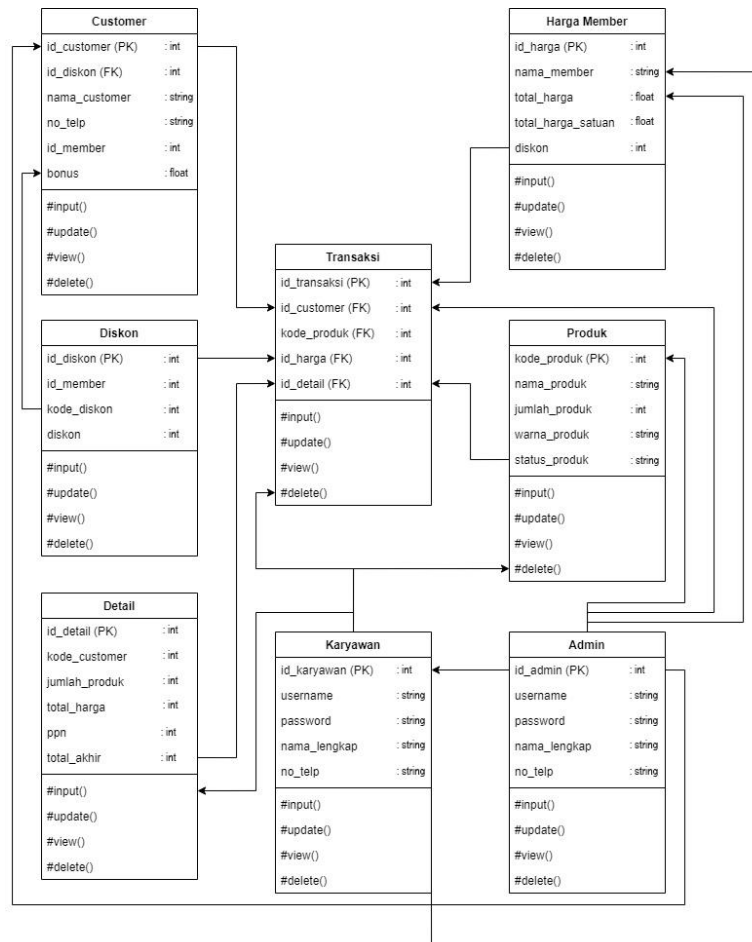 Customer
id_customer (PK) : int
id_diskon (FK) : int
nama_customer : string
no_telp : string
id_member : int
bonus : float
#input()
#update()
#view()
#delete()
Harga Member
id_harga (PK) : int
nama_member : string
total_harga : float
total_harga_satuan : float
diskon : int
#input()
#update()
#view()
#delete()
Transaksi
id_transaksi (PK) : int
id_customer (FK) : int
kode_produk (FK) : int
id_harga (FK) : int
id_detail (FK) : int
#input()
#update()
#view()
#delete()
Diskon
id_diskon (PK) : int
id_member : int
kode_diskon : int
diskon : int
#input()
#update()
#view()
#delete()
Produk
kode_produk (PK) : int
nama_produk : string
jumlah_produk : int
warna_produk : string
status_produk : string
#input()
#update()
#view()
#delete()
Detail
id_detail (PK) : int
kode_customer : int
jumlah_produk : int
total_harga : int
ppn : int
total_akhir : int
#input()
#update()
#view()
#delete()
Karyawan
id_karyawan (PK) : int
username : string
password : string
nama_lengkap : string
no_telp : string
#input()
#update()
#view()
#delete()
Admin
id_admin (PK) : int
username : string
password : string
nama_lengkap : string
no_telp : string
#input()
#update()
#view()
#delete()